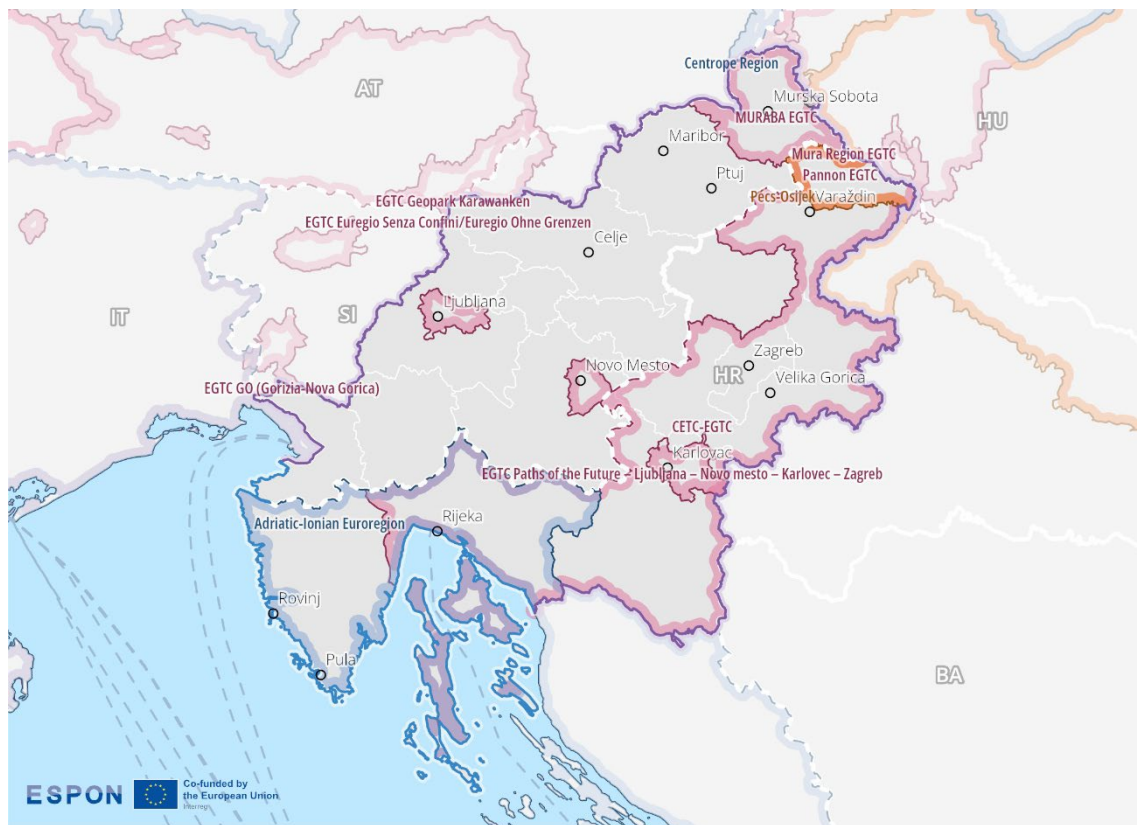 Centrope Region
AT
Murska Sobota
MURABA EGTC
HU
Maribor
Mura Region EGTC
Ptuj
Pannon EGTC
EGTC Geopark Karawanken
Pécs-Osijek
Varaždin
EGTC Euregio Senza Confini/Euregio Ohne Grenzen
Celje
Ljubljana
SI
IT
Zagreb
Novo Mesto
HR
Velika Gorica
EGTC GO (Gorizia-Nova Gorica)
CETC-EGTC
Karlovac
EGTC Paths of the Future – Ljubljana – Novo mesto – Karlovec – Zagreb
Adriatic-Ionian Euroregion
Rijeka
Rovinj
Pula
BA
ESPON
Co-funded by
the European Union
Interreg